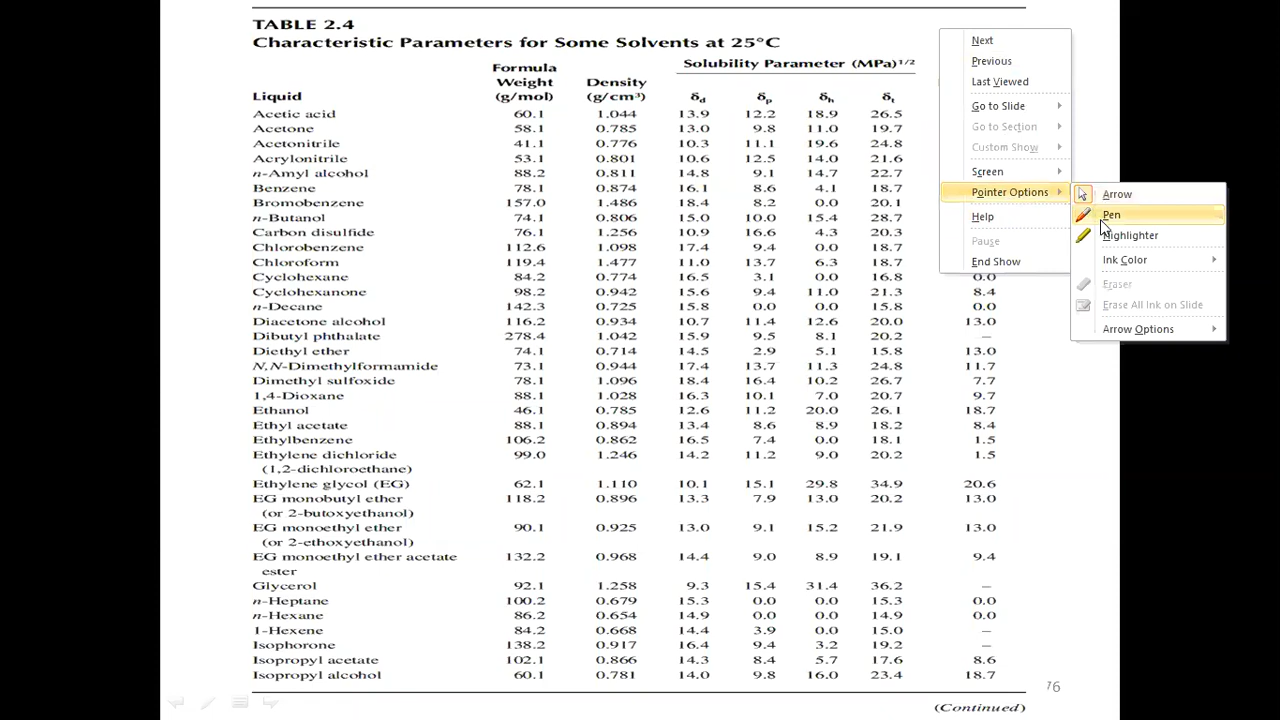 TABLE 2.4
Characteristic Parameters for Some Solvents at 25°C
Solubility Parameter (MPa)1/2
Formula
Weight Density
Liquid (g/mol) (g/cm3) δd δp δh δt
Acetic acid 60.1 1.044 13.9 12.2 18.9 26.5
Acetone 58.1 0.785 13.0 9.8 11.0 19.7
Acetonitrile 41.1 0.776 10.3 11.1 19.6 24.8
Acrylonitrile 53.1 0.801 10.6 12.5 14.0 21.6
n-Amyl alcohol 88.2 0.811 14.8 9.1 14.7 22.7
Benzene 78.1 0.874 16.1 8.6 4.1 18.7
Bromobenzene 157.0 1.486 18.4 8.2 0.0 20.1
n-Butanol 74.1 0.806 15.0 10.0 15.4 28.7
Carbon disulfide 76.1 1.256 10.9 16.6 4.3 20.3
Chlorobenzene 112.6 1.098 17.4 9.4 0.0 18.7
Chloroform 119.4 1.477 11.0 13.7 6.3 18.7
Cyclohexane 84.2 0.774 16.5 3.1 0.0 16.8 0.0
Cyclohexanone 98.2 0.942 15.6 9.4 11.0 21.3 8.4
n-Decane 142.3 0.725 15.8 0.0 0.0 15.8 0.0
Diacetone alcohol 116.2 0.934 10.7 11.4 12.6 20.0 13.0
Dibutyl phthalate 278.4 1.042 15.9 9.5 8.1 20.2 –
Diethyl ether 74.1 0.714 14.5 2.9 5.1 15.8 13.0
N,N-Dimethylformamide 73.1 0.944 17.4 13.7 11.3 24.8 11.7
Dimethyl sulfoxide 78.1 1.096 18.4 16.4 10.2 26.7 7.7
1,4-Dioxane 88.1 1.028 16.3 10.1 7.0 20.7 9.7
Ethanol 46.1 0.785 12.6 11.2 20.0 26.1 18.7
Ethyl acetate 88.1 0.894 13.4 8.6 8.9 18.2 8.4
Ethylbenzene 106.2 0.862 16.5 7.4 0.0 18.1 1.5
Ethylene dichloride 99.0 1.246 14.2 11.2 9.0 20.2 1.5
(1,2-dichloroethane)
Ethylene glycol (EG) 62.1 1.110 10.1 15.1 29.8 34.9 20.6
EG monobutyl ether 118.2 0.896 13.3 7.9 13.0 20.2 13.0
(or 2-butoxyethanol)
EG monoethyl ether 90.1 0.925 13.0 9.1 15.2 21.9 13.0
(or 2-ethoxyethanol)
EG monoethyl ether acetate 132.2 0.968 14.4 9.0 8.9 19.1 9.4
ester
Glycerol 92.1 1.258 9.3 15.4 31.4 36.2 –
n-Heptane 100.2 0.679 15.3 0.0 0.0 15.3 0.0
n-Hexane 86.2 0.654 14.9 0.0 0.0 14.9 0.0
1-Hexene 84.2 0.668 14.4 3.9 0.0 15.0 –
Isophorone 138.2 0.917 16.4 9.4 3.2 19.2 –
Isopropyl acetate 102.1 0.866 14.3 8.4 5.7 17.6 8.6
Isopropyl alcohol 60.1 0.781 14.0 9.8 16.0 23.4 18.7
76
(Continued)
Next
Previous
Last Viewed
Go to Slide
Go to Section
Custom Show
Screen
Pointer Options
Help
Pause
End Show
Arrow
Pen
Highlighter
Ink Color
Eraser
Erase All Ink on Slide
Arrow Options